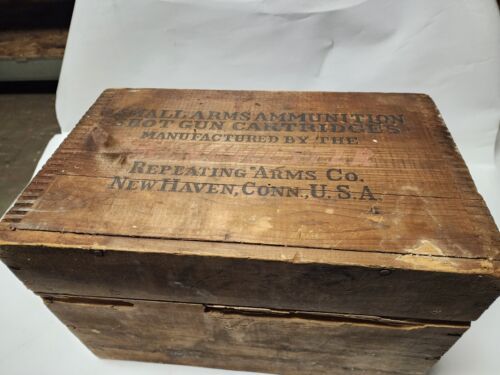 SMALL ARMS AMMUNITION
SHOT GUN CARTRIDGES
MANUFACTURED BY THE
REPEATING ARMS CO.
NEW HAVEN, CONN., U.S.A.